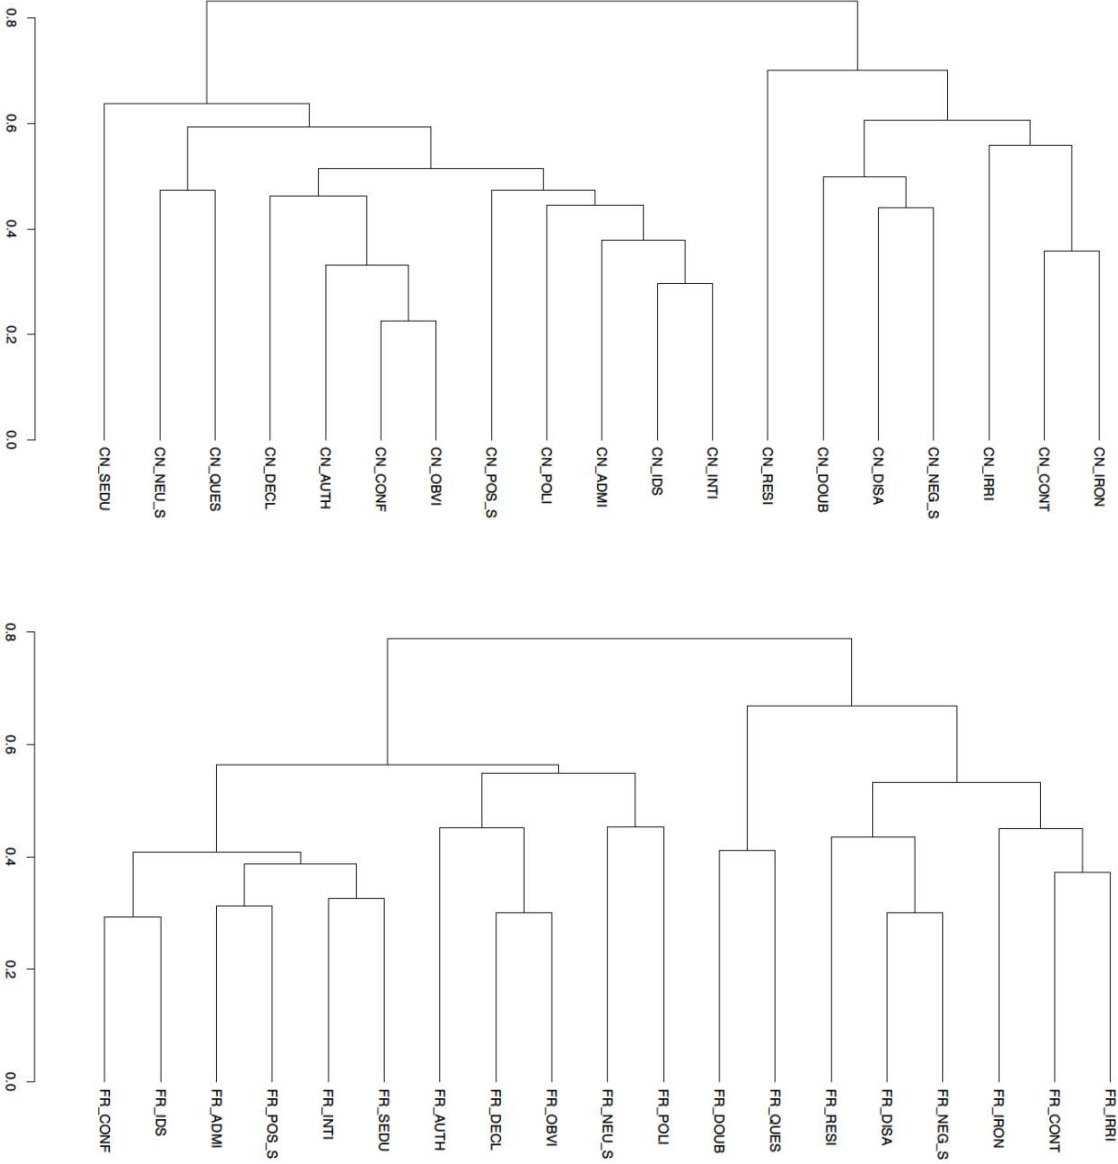 0.8
0.6
0.4
0.2
0.0
CN_SEDU
CN_NEU_S
CN_QUES
CN_DECL
CN_AUTH
CN_CONF
CN_OBVI
CN_POS_S
CN_POLI
CN_ADMI
CN_IDS
CN_INTI
CN_RESI
CN_DOUB
CN_DISA
CN_NEG_S
CN_IRRI
CN_CONT
CN_IRON
0.8
0.6
0.4
0.2
0.0
FR_CONF
FR_IDS
FR_ADMI
FR_POS_S
FR_INTI
FR_SEDU
FR_AUTH
FR_DECL
FR_OBVI
FR_NEU_S
FR_POLI
FR_DOUB
FR_QUES
FR_RESI
FR_DISA
FR_NEG_S
FR_IRON
FR_CONT
FR_IRRI